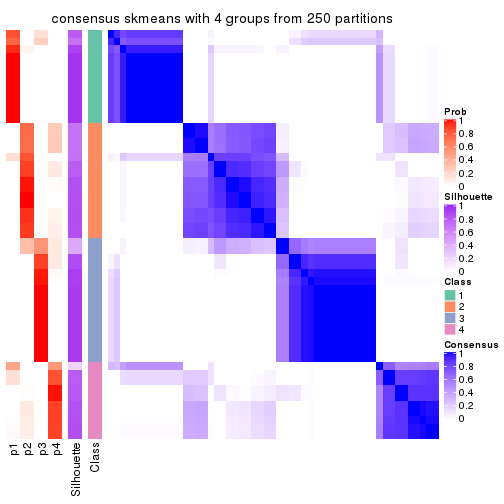 consensus skmeans with 4 groups from 250 partitions
Prob
1
0.8
0.6
0.4
0.2
0
Silhouette
1
0.8
0.6
0.4
0.2
0
Class
1
2
3
4
Consensus
1
0.8
0.6
0.4
0.2
0
p1
p2
p3
p4
Silhouette
Class